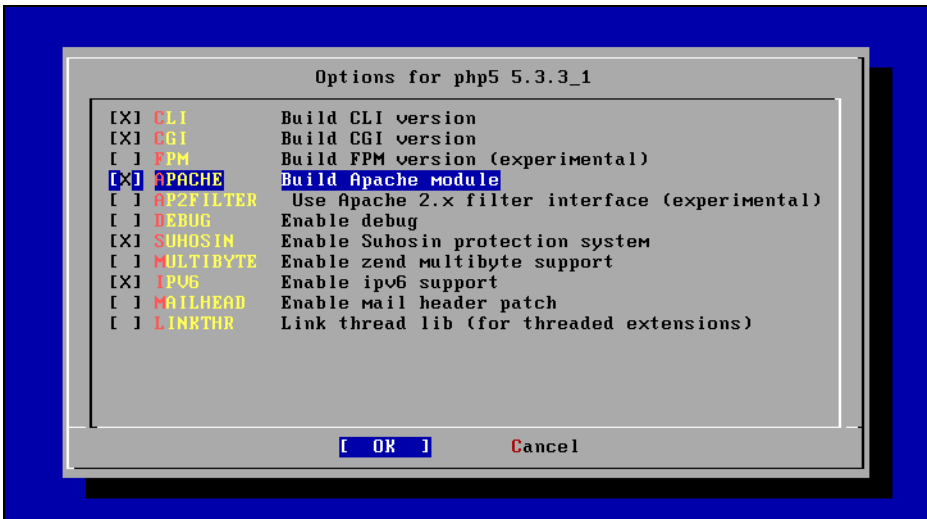 Options for php5 5.3.3_1
[X] CLI Build CLI version
[X] CGI Build CGI version
[ ] FPM Build FPM version (experimental)
[X] APACHE Build Apache module
[ ] AP2FILTER Use Apache 2.x filter interface (experimental)
[ ] DEBUG Enable debug
[X] SUHOSIN Enable Suhosin protection system
[ ] MULTIBYTE Enable zend multibyte support
[X] IPV6 Enable ipv6 support
[ ] MAILHEAD Enable mail header patch
[ ] LINKTHR Link thread lib (for threaded extensions)
[ OK ] Cancel